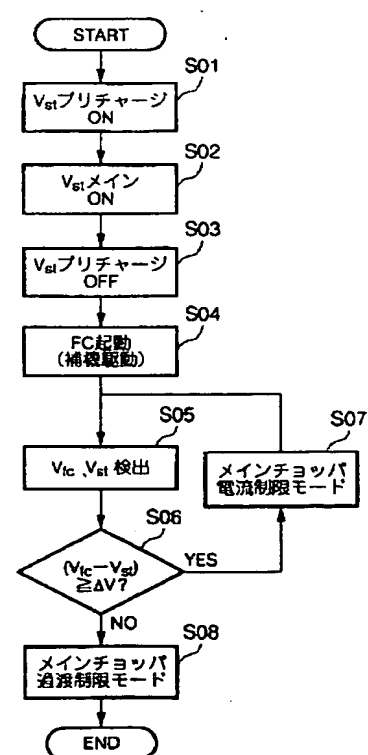 START
S01
Vstプリチャージ
ON
S02
Vstメイン
ON
S03
Vstプリチャージ
OFF
S04
FC起動
(補機駆動)
S05
Vfc、Vst 検出
S07
メインチョッパ
電流制限モード
S06
(Vfc－Vst)
≧ΔV?
YES
NO
S08
メインチョッパ
過渡制限モード
END